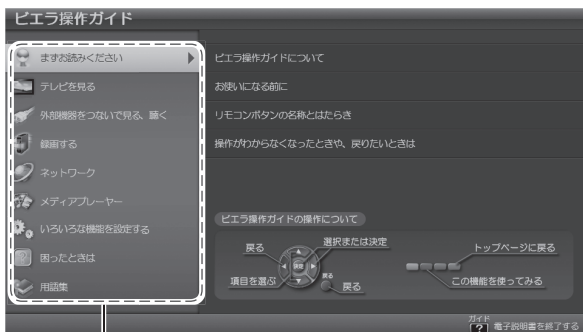 ビエラ操作ガイド
まずお読みください
テレビを見る
外部機器をつないで見る、聴く
録画する
ネットワーク
メディアプレーヤー
いろいろな機能を設定する
困ったときは
用語集
ビエラ操作ガイドについて
お使いになる前に
リモコンボタンの名称とはたらき
操作がわからなくなったときや、戻りたいときは
ビエラ操作ガイドの操作について
戻る
選択または決定
決定
項目を選ぶ
戻る
戻る
トップページに戻る
この機能を使ってみる
ガイド
? 電子説明書を終了する